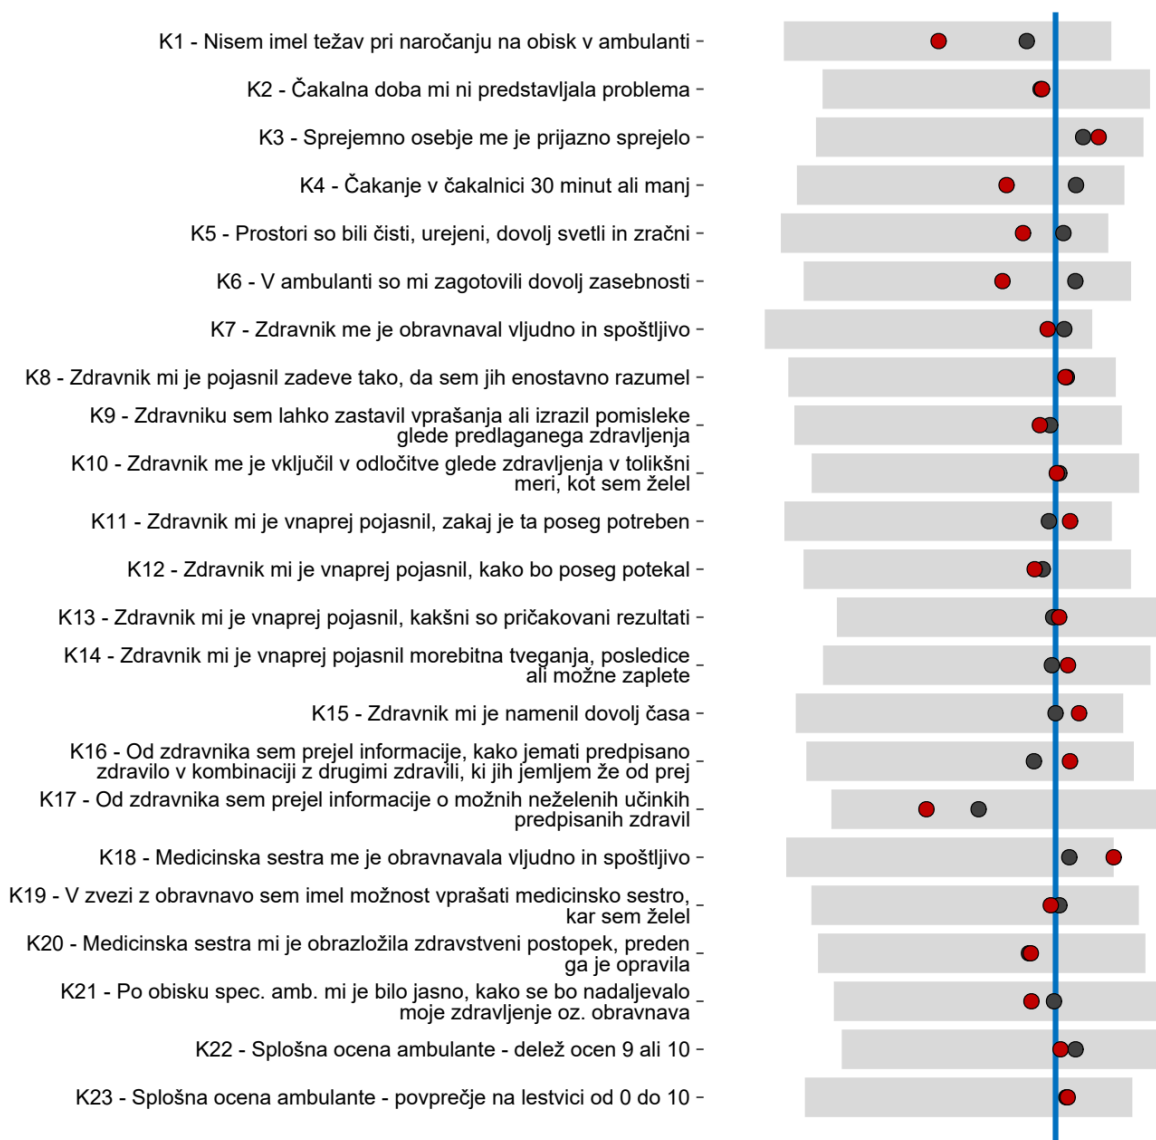 K1 - Nisem imel težav pri naročanju na obisk v ambulanti
K2 - Čakalna doba mi ni predstavljala problema
K3 - Sprejemno osebje me je prijazno sprejelo
K4 - Čakanje v čakalnici 30 minut ali manj
K5 - Prostori so bili čisti, urejeni, dovolj svetli in zračni
K6 - V ambulanti so mi zagotovili dovolj zasebnosti
K7 - Zdravnik me je obravnaval vljudno in spoštljivo
K8 - Zdravnik mi je pojasnil zadeve tako, da sem jih enostavno razumel
K9 - Zdravniku sem lahko zastavil vprašanja ali izrazil pomisleke
glede predlaganega zdravljenja
K10 - Zdravnik me je vključil v odločitve glede zdravljenja v tolikšni
meri, kot sem želel
K11 - Zdravnik mi je vnaprej pojasnil, zakaj je ta poseg potreben
K12 - Zdravnik mi je vnaprej pojasnil, kako bo poseg potekal
K13 - Zdravnik mi je vnaprej pojasnil, kakšni so pričakovani rezultati
K14 - Zdravnik mi je vnaprej pojasnil morebitna tveganja, posledice
ali možne zaplete
K15 - Zdravnik mi je namenil dovolj časa
K16 - Od zdravnika sem prejel informacije, kako jemati predpisano
zdravilo v kombinaciji z drugimi zdravili, ki jih jemljem že od prej
K17 - Od zdravnika sem prejel informacije o možnih neželenih učinkih
predpisanih zdravil
K18 - Medicinska sestra me je obravnavala vljudno in spoštljivo
K19 - V zvezi z obravnavo sem imel možnost vprašati medicinsko sestro,
kar sem želel
K20 - Medicinska sestra mi je obrazložila zdravstveni postopek, preden
ga je opravila
K21 - Po obisku spec. amb. mi je bilo jasno, kako se bo nadaljevalo
moje zdravljenje oz. obravnava
K22 - Splošna ocena ambulante - delež ocen 9 ali 10
K23 - Splošna ocena ambulante - povprečje na lestvici od 0 do 10